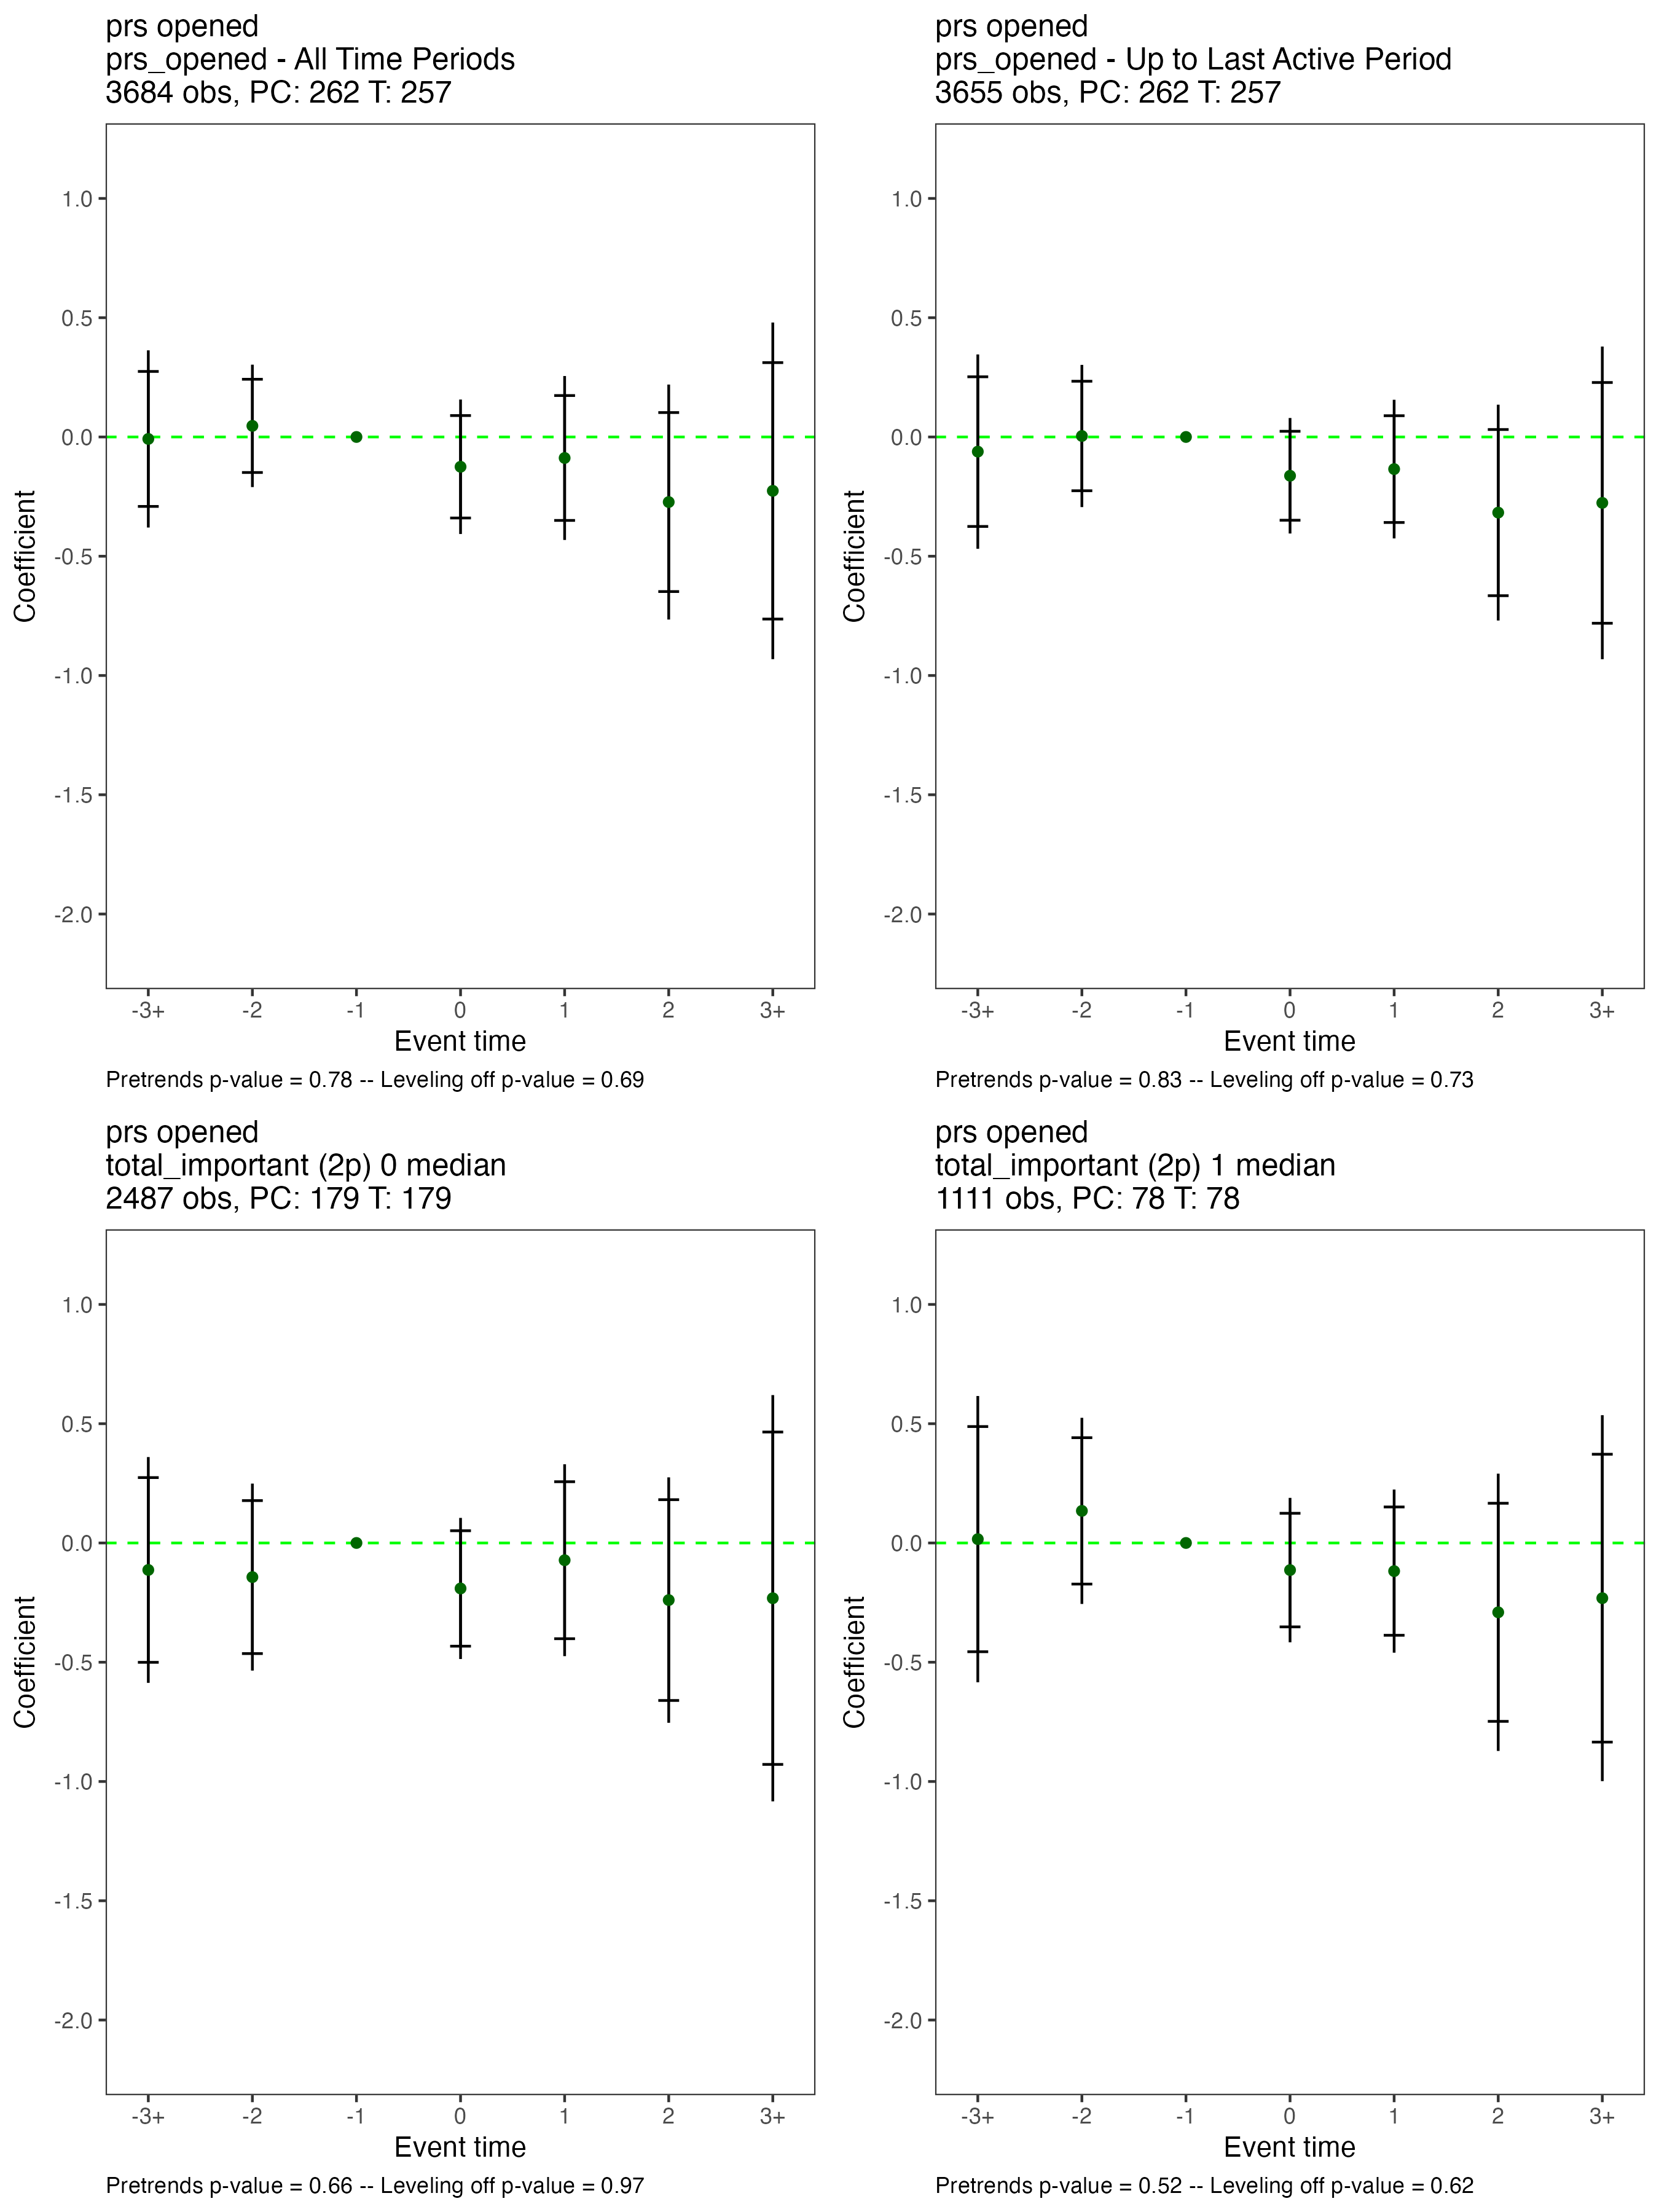 prs opened
prs_opened - All Time Periods
3684 obs, PC: 262 T: 257
1.0
0.5
0.0
-0.5
-1.0
-1.5
-2.0
Coefficient
-3+ -2 -1 0 1 2 3+
Event time
Pretrends p-value = 0.78 -- Leveling off p-value = 0.69
prs opened
prs_opened - Up to Last Active Period
3655 obs, PC: 262 T: 257
1.0
0.5
0.0
-0.5
-1.0
-1.5
-2.0
Coefficient
-3+ -2 -1 0 1 2 3+
Event time
Pretrends p-value = 0.83 -- Leveling off p-value = 0.73
prs opened
total_important (2p) 0 median
2487 obs, PC: 179 T: 179
1.0
0.5
0.0
-0.5
-1.0
-1.5
-2.0
Coefficient
-3+ -2 -1 0 1 2 3+
Event time
Pretrends p-value = 0.66 -- Leveling off p-value = 0.97
prs opened
total_important (2p) 1 median
1111 obs, PC: 78 T: 78
1.0
0.5
0.0
-0.5
-1.0
-1.5
-2.0
Coefficient
-3+ -2 -1 0 1 2 3+
Event time
Pretrends p-value = 0.52 -- Leveling off p-value = 0.62